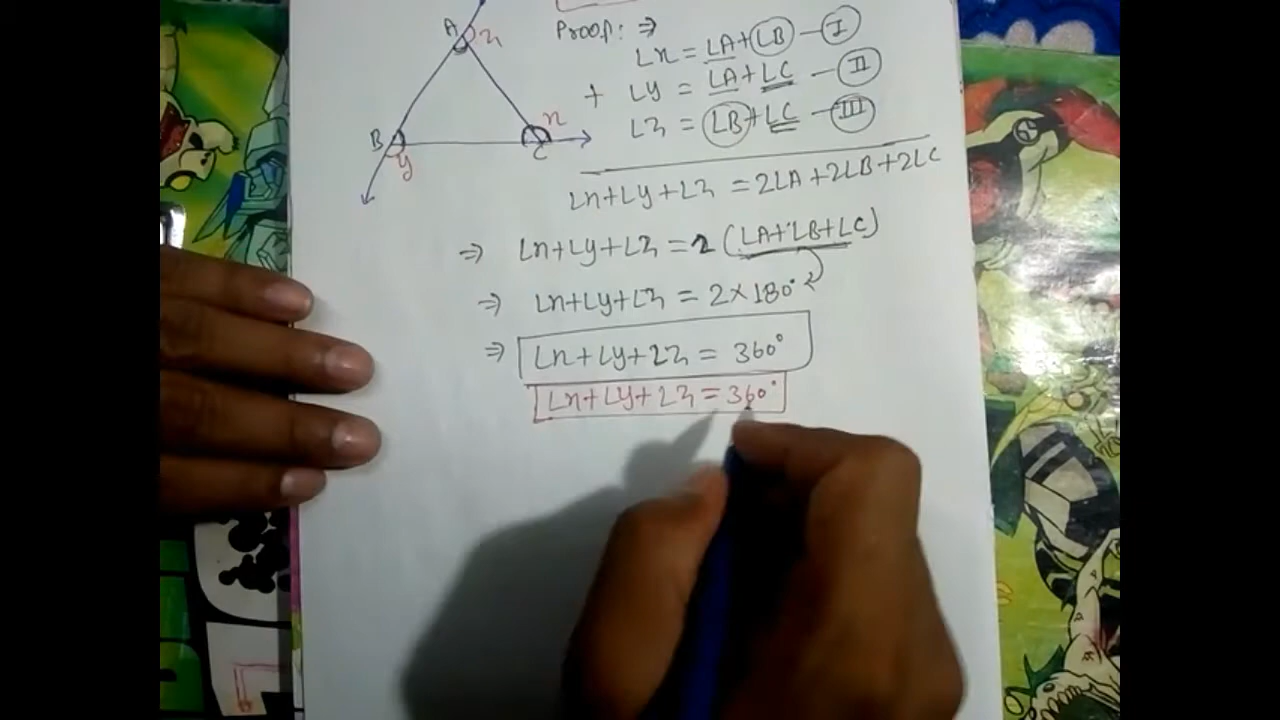 A
z
B
y
x
C
Proof: ⇒
∠x = ∠A + ∠B — I
+ ∠y = ∠A + ∠C — II
∠z = ∠B + ∠C — III
∠x + ∠y + ∠z = 2∠A + 2∠B + 2∠C
⇒ ∠x + ∠y + ∠z = 2 (∠A + ∠B + ∠C)
⇒ ∠x + ∠y + ∠z = 2 × 180°
⇒ ∠x + ∠y + ∠z = 360°
∠x + ∠y + ∠z = 360°